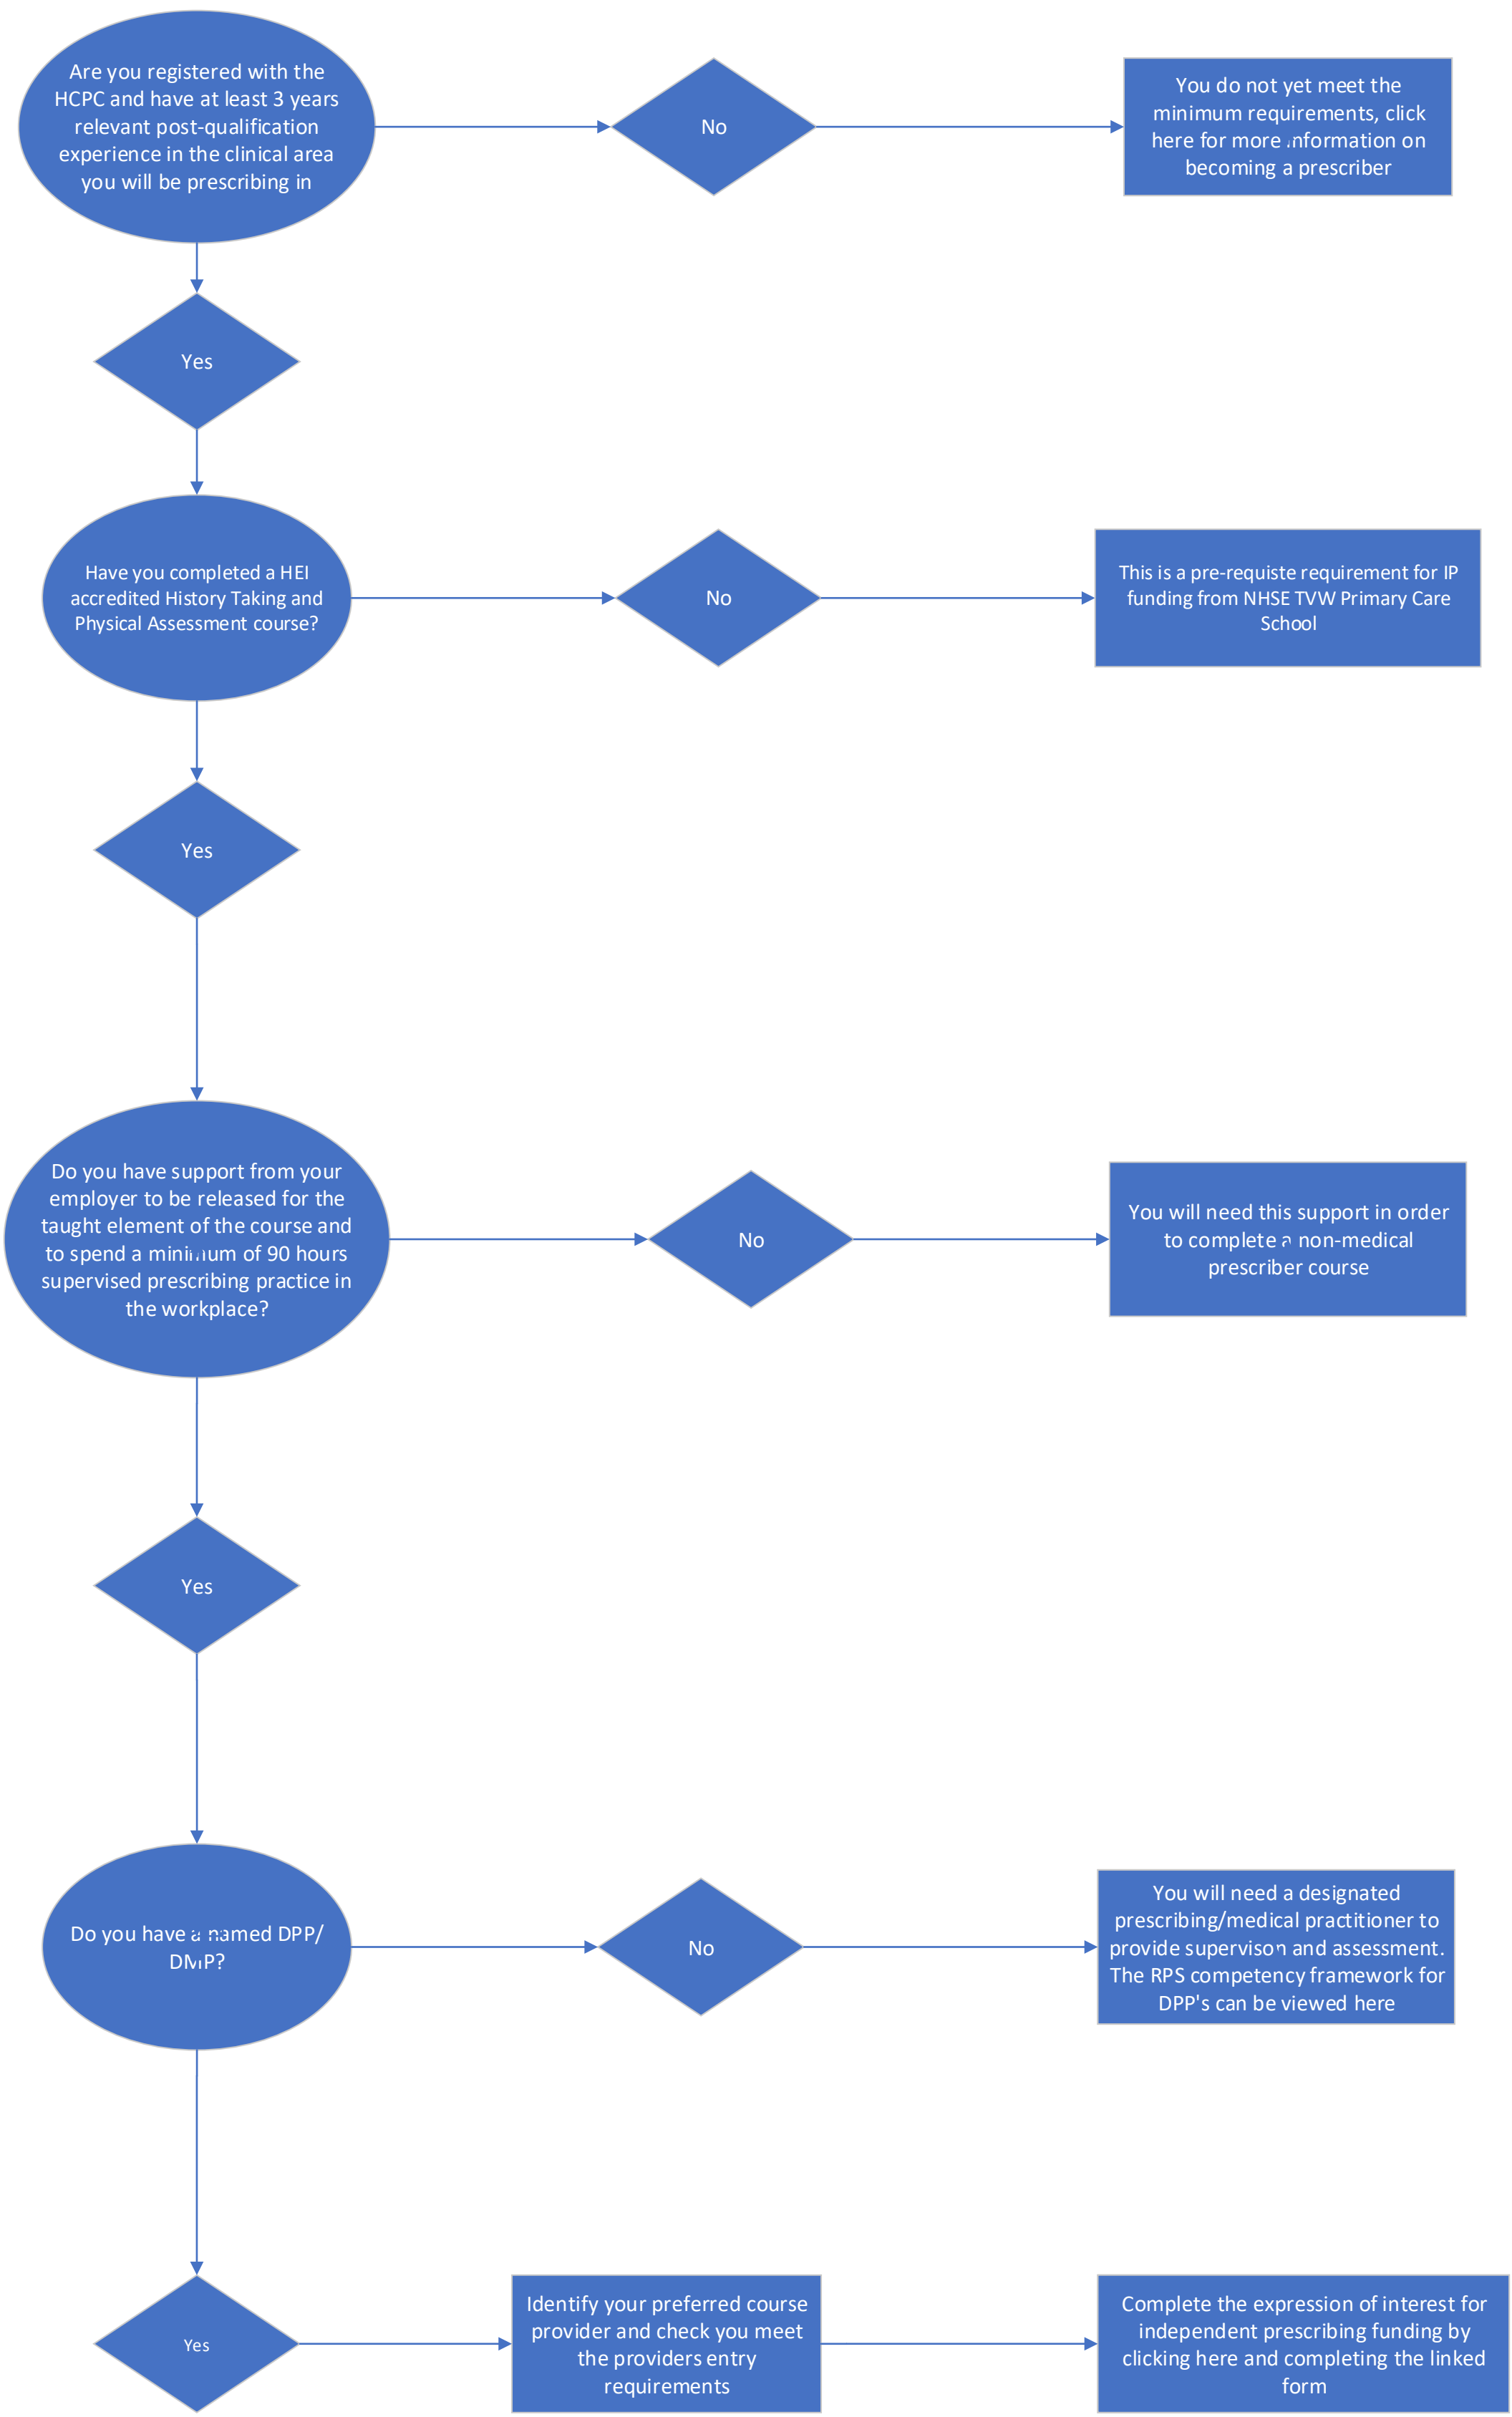 Are you registered with the
HCPC and have at least 3 years
relevant post-qualification
experience in the clinical area
you will be prescribing in
No
You do not yet meet the
minimum requirements, click
here for more information on
becoming a prescriber
Yes
Have you completed a HEI
accredited History Taking and
Physical Assessment course?
No
This is a pre-requiste requirement for IP
funding from NHSE TVW Primary Care
School
Yes
Do you have support from your
employer to be released for the
taught element of the course and
to spend a minimum of 90 hours
supervised prescribing practice in
the workplace?
No
You will need this support in order
to complete a non-medical
prescriber course
Yes
Do you have a named DPP/
DMP?
No
You will need a designated
prescribing/medical practitioner to
provide supervison and assessment.
The RPS competency framework for
DPP's can be viewed here
Yes
Identify your preferred course
provider and check you meet
the providers entry
requirements
Complete the expression of interest for
independent prescribing funding by
clicking here and completing the linked
form